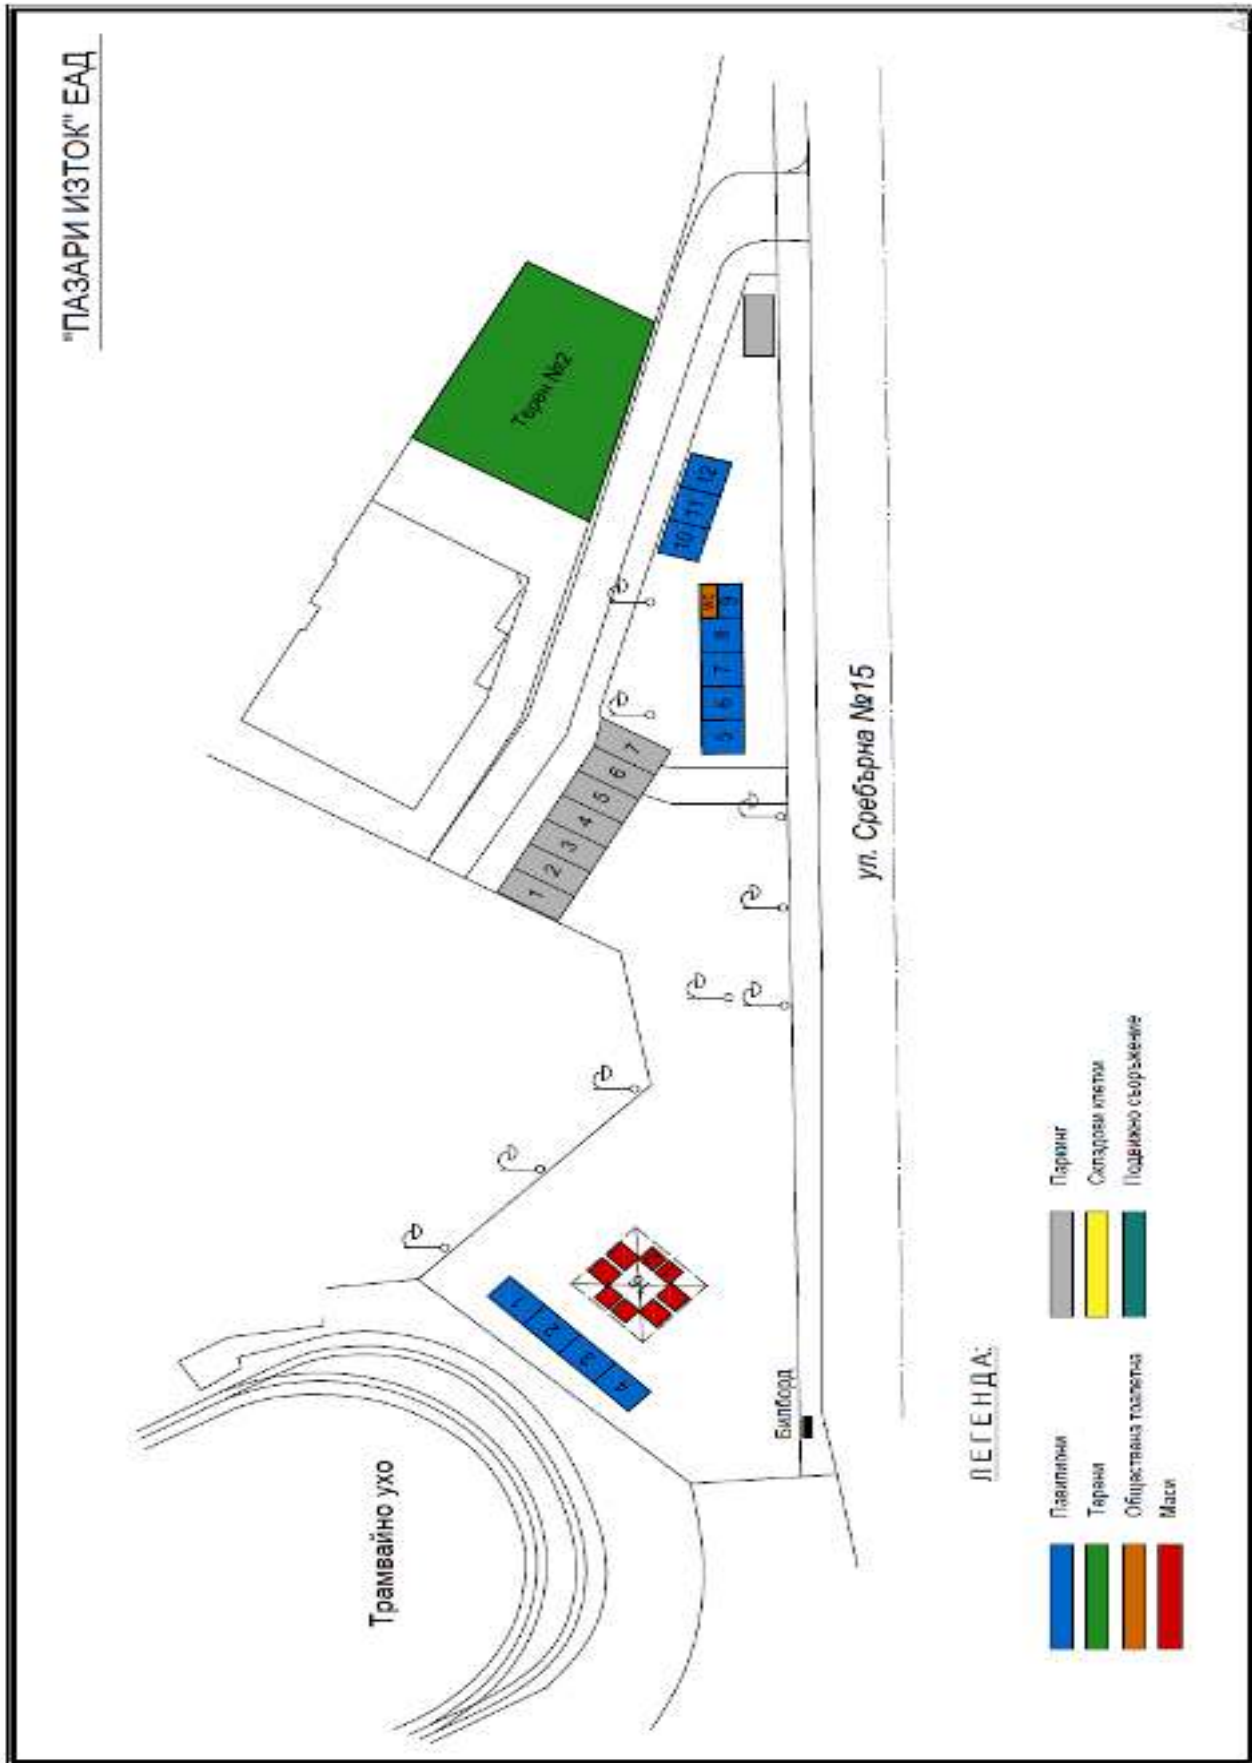 "ПАЗАРИ ИЗТОК" ЕАД
Терен №2
10 11 12
WC
5 6 7 8 9
1 2 3 4 5 6 7
1 2 3 4
ул. Сребърна №15
Билборд
Трамвайно ухо
ЛЕГЕНДА:
Павилиони
Терени
Обществена тоалетна
Маси
Паркинг
Складови клетки
Подвижно съоръжение